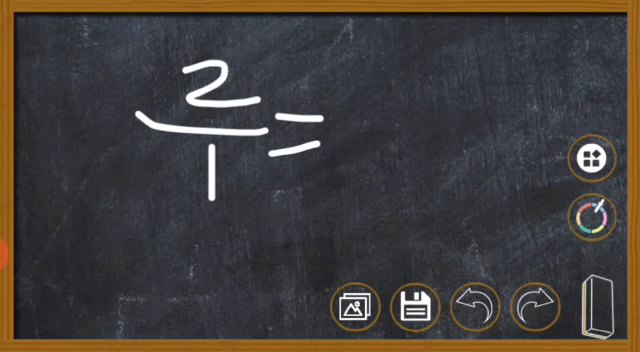 2/1 =